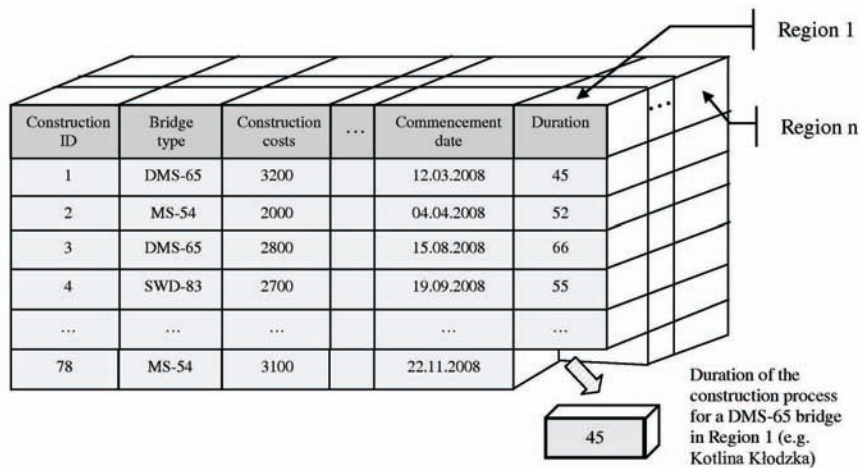 Region 1
Region n
Construction ID Bridge type Construction costs ... Commencement date Duration
1 DMS-65 3200 12.03.2008 45
2 MS-54 2000 04.04.2008 52
3 DMS-65 2800 15.08.2008 66
4 SWD-83 2700 19.09.2008 55
... ... ... ... ...
78 MS-54 3100 22.11.2008
...
45
Duration of the
construction process
for a DMS-65 bridge
in Region 1 (e.g.
Kotlina Kłodzka)